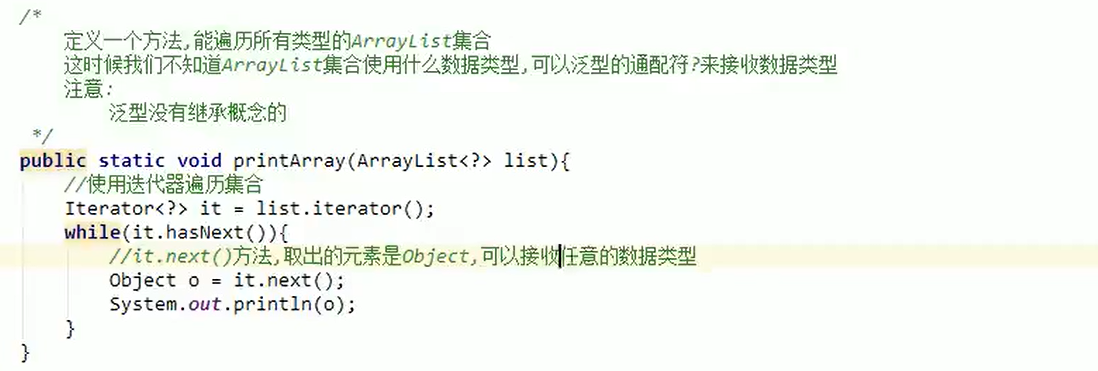 /*
定义一个方法,能遍历所有类型的ArrayList集合
这时候我们不知道ArrayList集合使用什么数据类型,可以泛型的通配符?来接收数据类型
注意:
泛型没有继承概念的
*/
public static void printArray(ArrayList<?> list){
//使用迭代器遍历集合
Iterator<?> it = list.iterator();
while(it.hasNext()){
//it.next()方法,取出的元素是Object,可以接收任意的数据类型
Object o = it.next();
System.out.println(o);
}
}